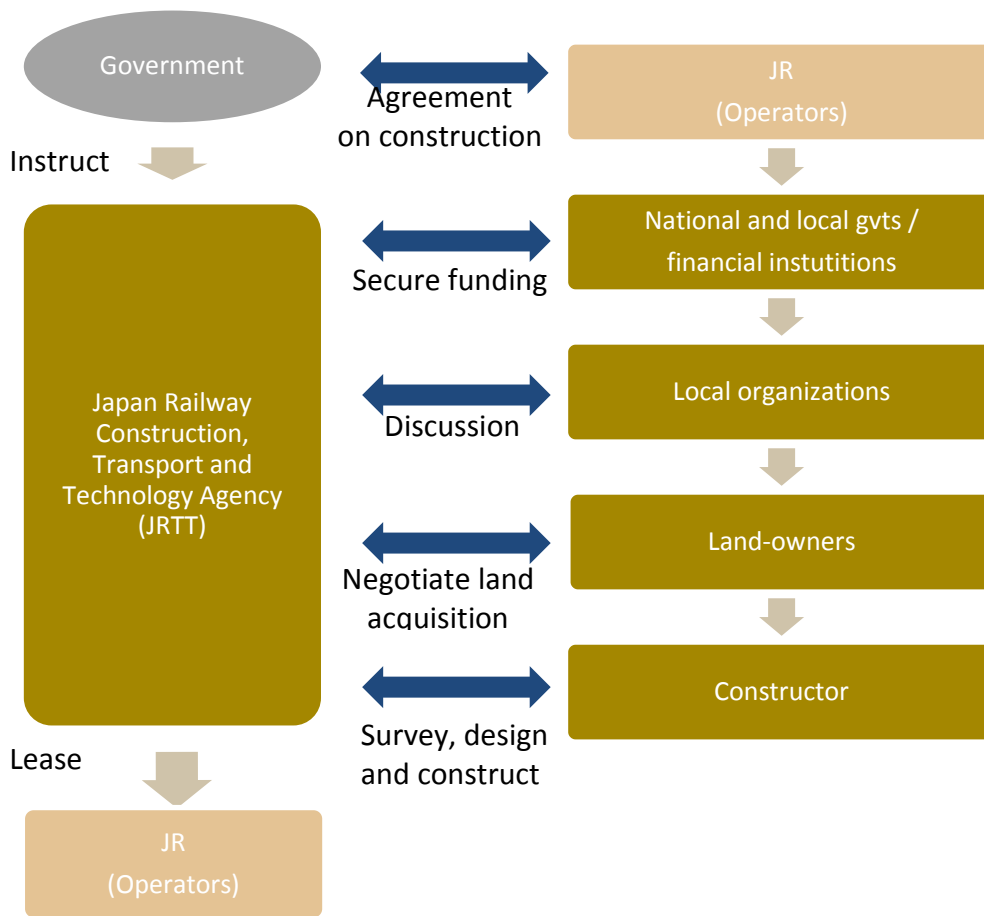 Government
Agreement
on construction
JR
(Operators)
Instruct
National and local gvts /
financial instutitions
Secure funding
Japan Railway
Construction,
Transport and
Technology Agency
(JRTT)
Local organizations
Discussion
Land-owners
Negotiate land
acquisition
Constructor
Survey, design
and construct
Lease
JR
(Operators)